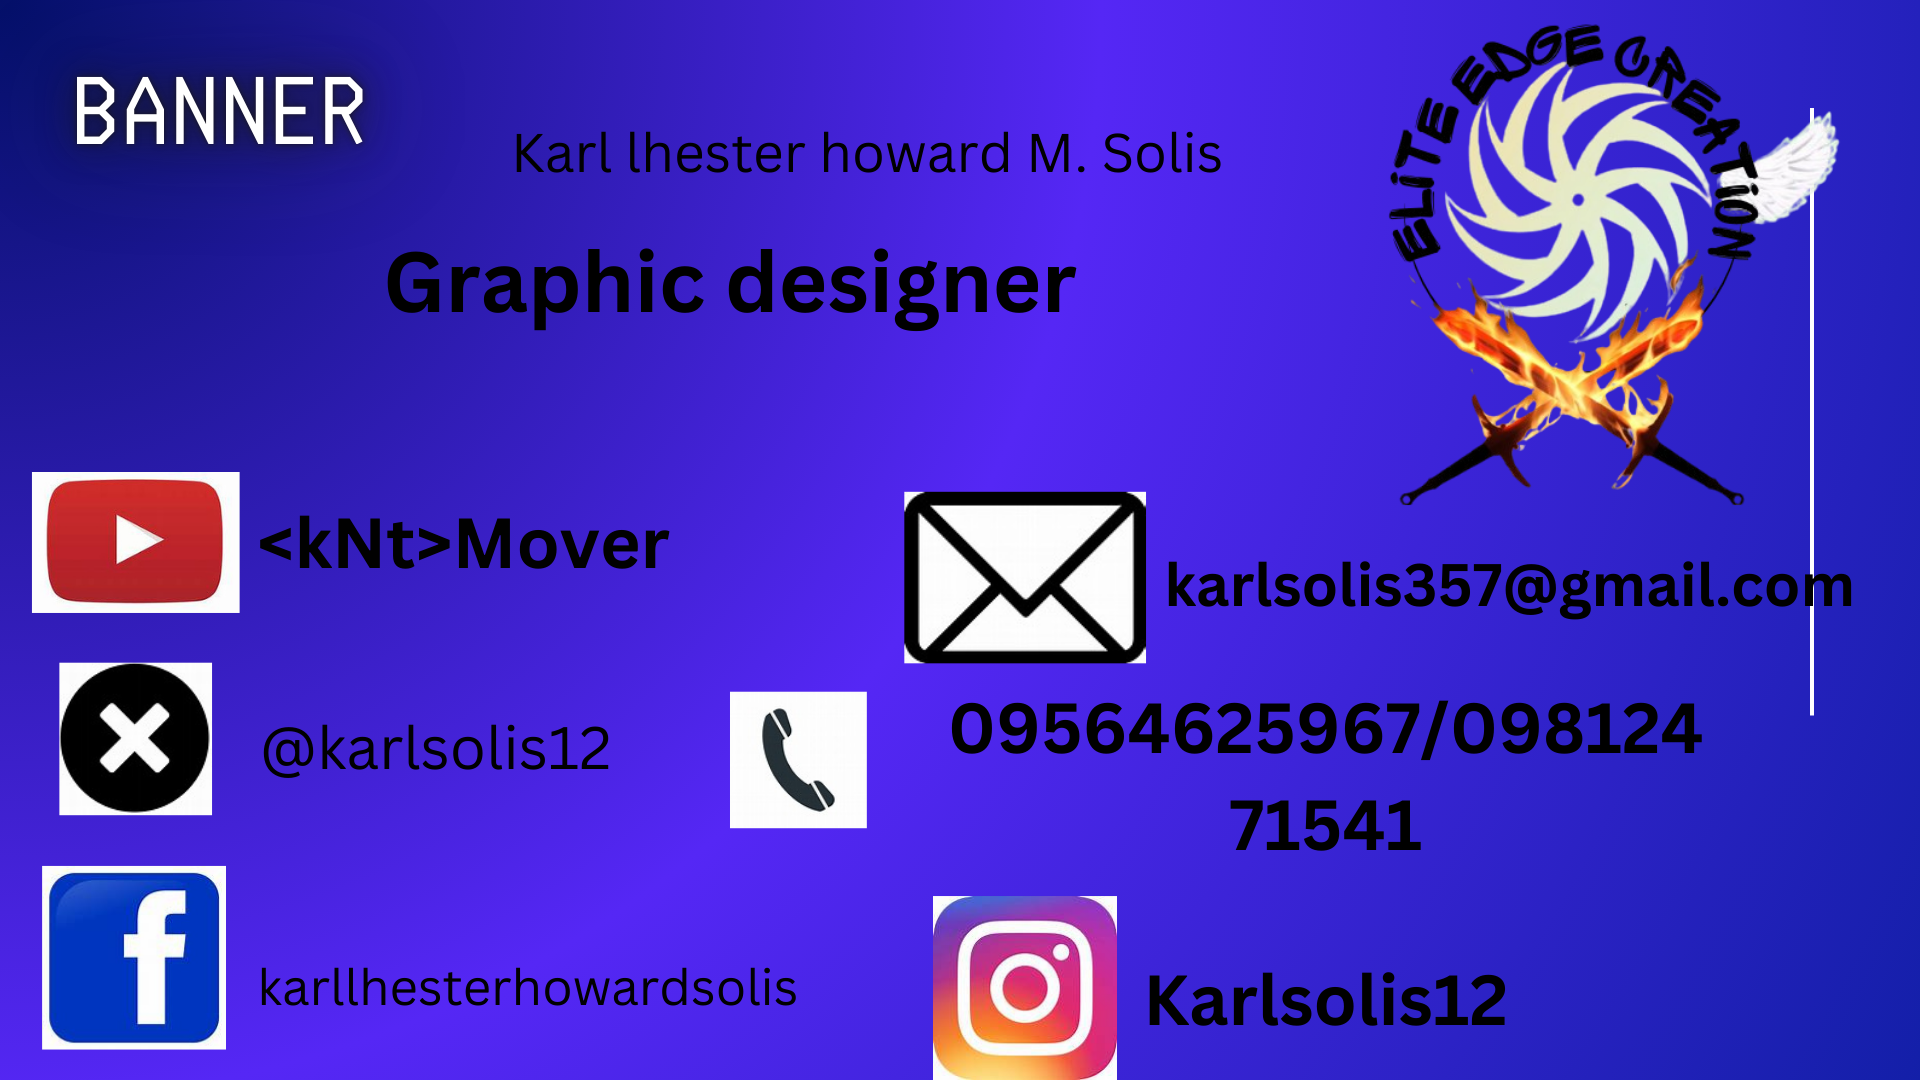 BANNER
ELiTE EDGE CREATiON
Karl lhester howard M. Solis
Graphic designer
<kNt>Mover
karlsolis357@gmail.com
@karlsolis12
09564625967/098124
71541
karllhesterhowardsolis
Karlsolis12